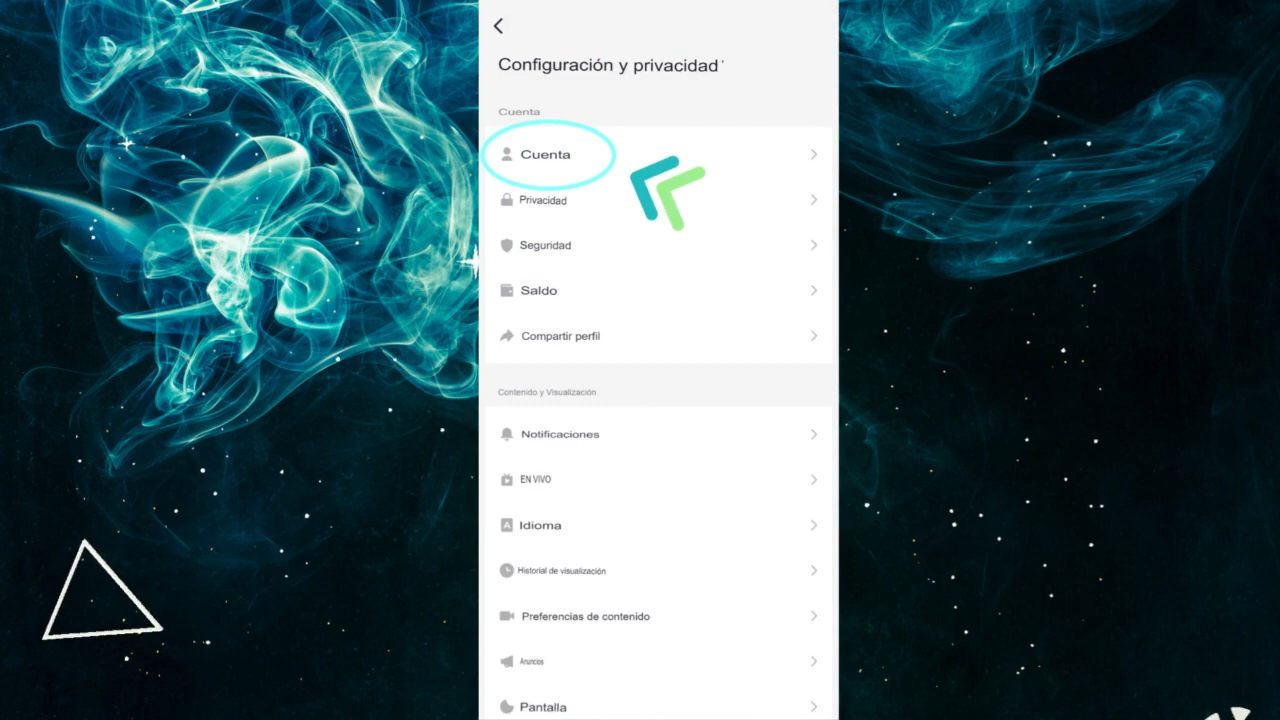 Configuración y privacidad
Cuenta
Cuenta
Privacidad
Seguridad
Saldo
Compartir perfil
Contenido y Visualización
Notificaciones
EN VIVO
Idioma
Historial de visualización
Preferencias de contenido
Anuncios
Pantalla